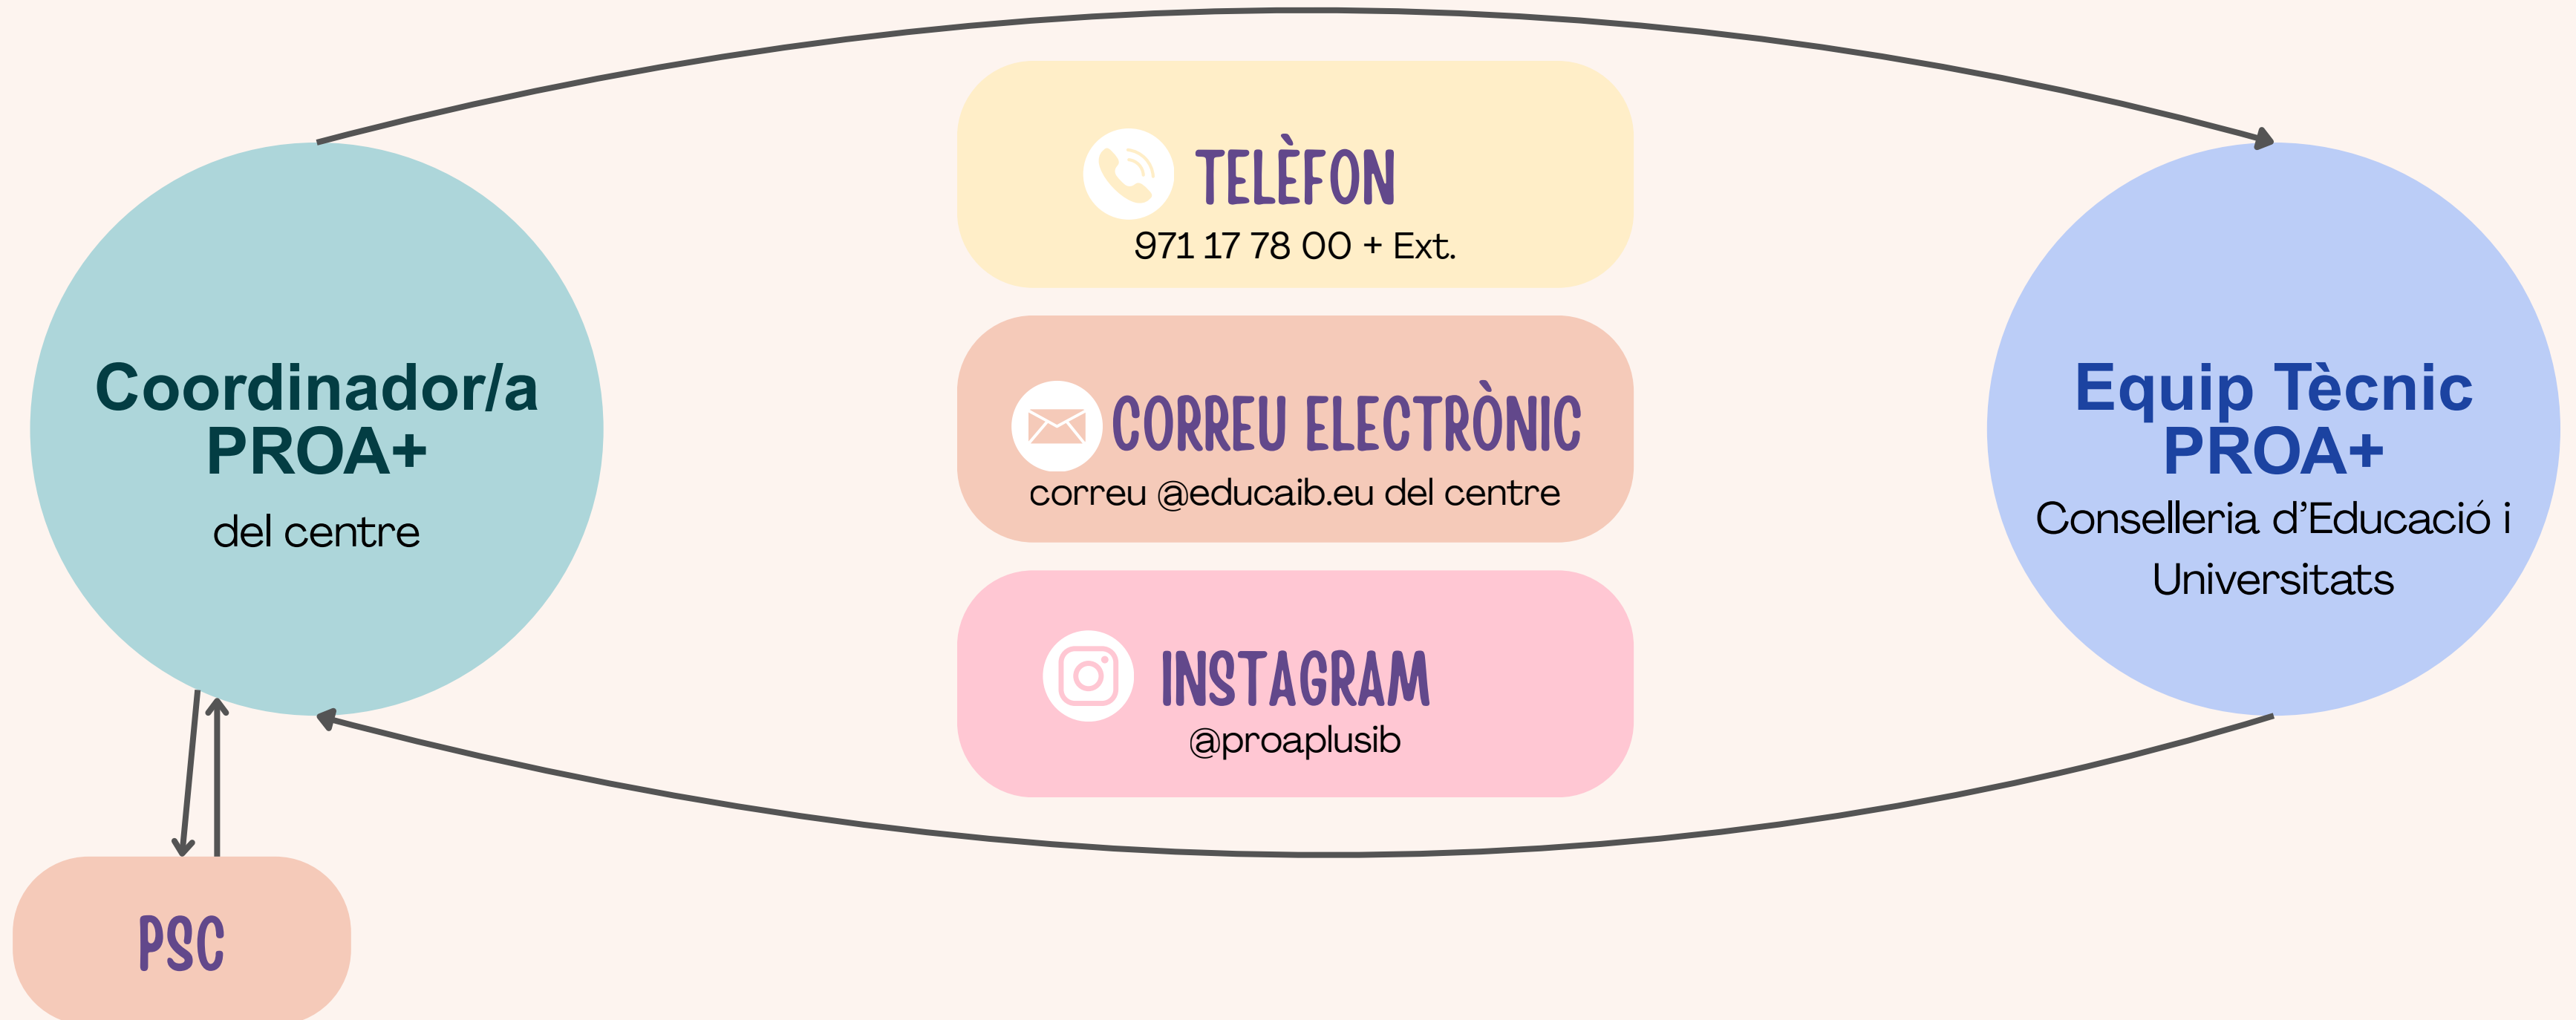 Coordinador/a
PROA+
del centre
TELÈFON
971 17 78 00 + Ext.
CORREU ELECTRÒNIC
correu @educaib.eu del centre
INSTAGRAM
@proaplusib
Equip Tècnic
PROA+
Conselleria d’Educació i
Universitats
PSC